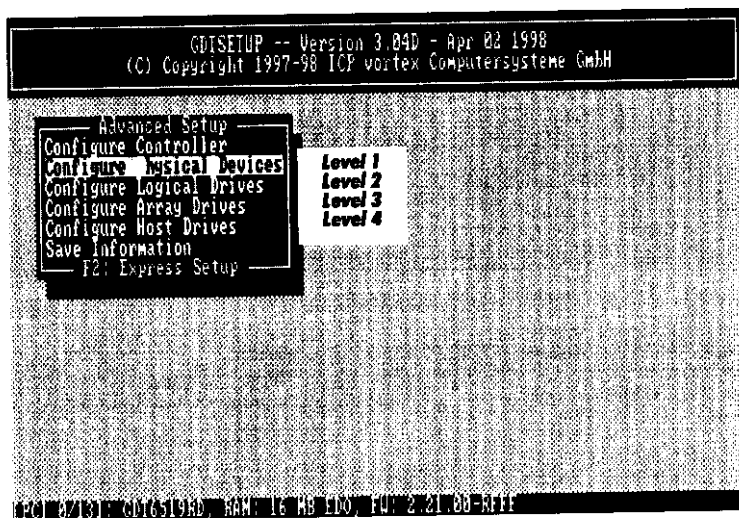 GDTSETUP -- Version 3.04D - Apr 02 1998
(C) Copyright 1997-98 ICP vortex Computersysteme GmbH
Advanced Setup
Configure Controller
Configure Physical Devices
Configure Logical Drives
Configure Array Drives
Configure Host Drives
Save Information
F2: Express Setup
Level 1
Level 2
Level 3
Level 4
[PCI 0/13]: GDT6519RD, RAM: 16 MB EDO, FW: 2.21.00-RFFF